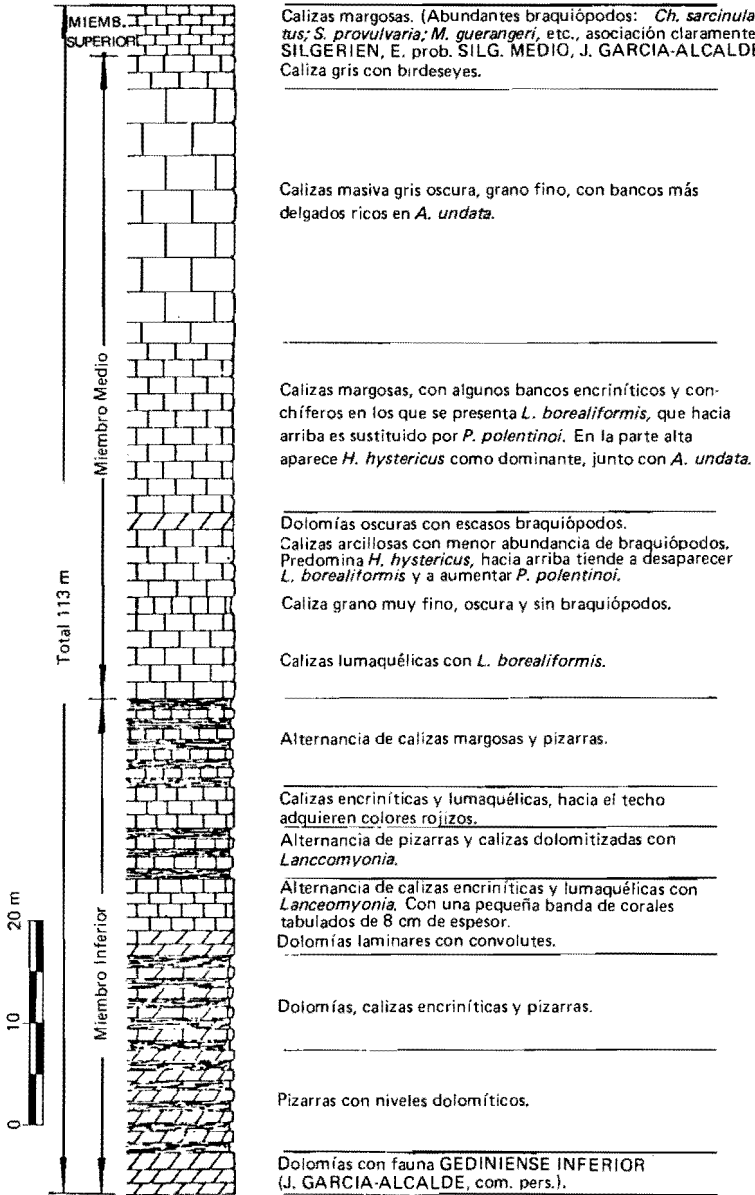 MIEMB.
SUPERIOR
Calizas margosas. (Abundantes braquiópodos: Ch. sarcinula-
tus; S. provulvaria; M. guerangeri, etc., asociación claramente
SILGERIEN, E. prob. SILG. MEDIO, J. GARCIA-ALCALDE
Caliza gris con birdeseyes.
Calizas masiva gris oscura, grano fino, con bancos más
delgados ricos en A. undata.
Miembro Medio
Calizas margosas, con algunos bancos encriníticos y con-
chíferos en los que se presenta L. borealiformis, que hacia
arriba es sustituido por P. polentinoi. En la parte alta
aparece H. hystericus como dominante, junto con A. undata.
Dolomías oscuras con escasos braquiópodos.
Calizas arcillosas con menor abundancia de braquiópodos.
Predomina H. hystericus, hacia arriba tiende a desaparecer
L. borealiformis y a aumentar P. polentinoi.
Caliza grano muy fino, oscura y sin braquiópodos.
Calizas lumaquélicas con L. borealiformis.
Total 113 m
Alternancia de calizas margosas y pizarras.
Calizas encriníticas y lumaquélicas, hacia el techo
adquieren colores rojizos.
Alternancia de pizarras y calizas dolomitizadas con
Lanccomyonia.
Alternancia de calizas encriníticas y lumaquélicas con
Lanceomyonia. Con una pequeña banda de corales
tabulados de 8 cm de espesor.
Dolomías laminares con convolutes.
Miembro Inferior
Dolomías, calizas encriníticas y pizarras.
Pizarras con niveles dolomíticos.
Dolomías con fauna GEDINIENSE INFERIOR
(J. GARCIA-ALCALDE, com. pers.).
20 m
10
0